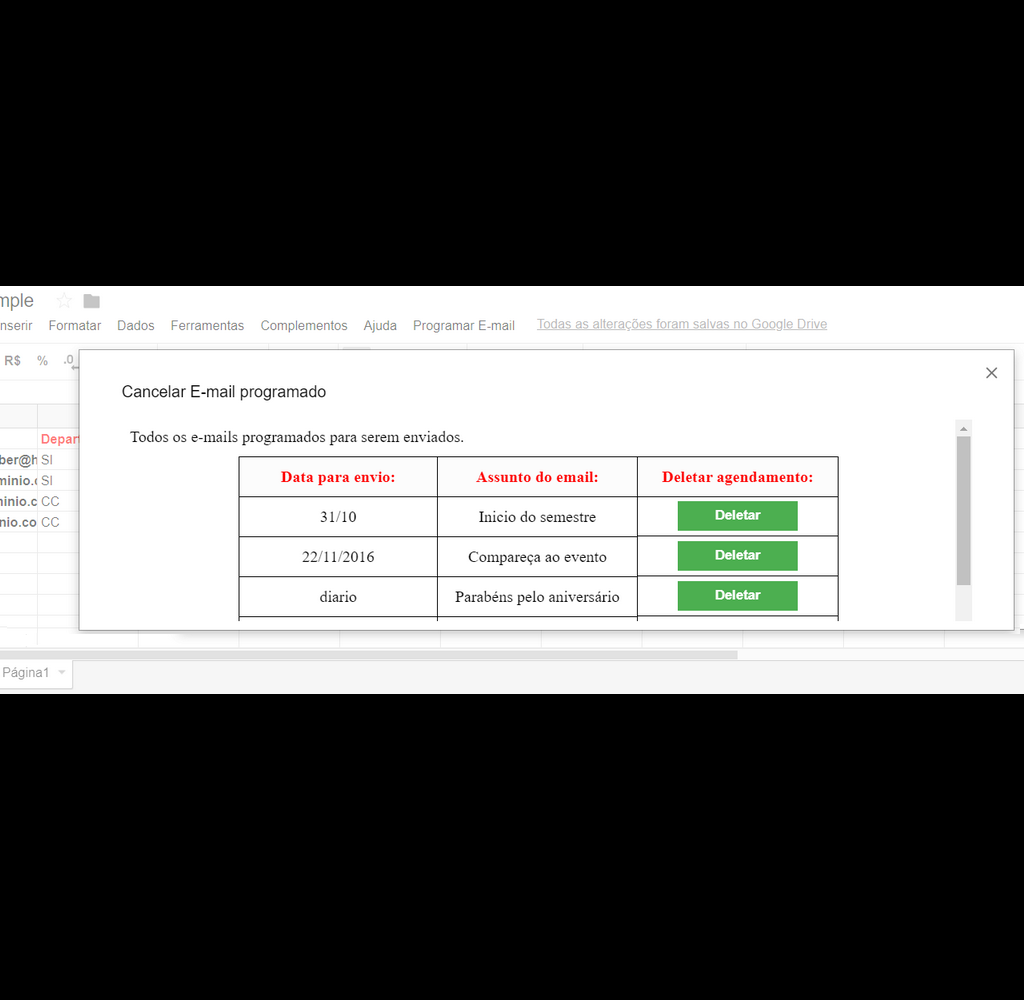 mple
nserir Formatar Dados Ferramentas Complementos Ajuda Programar E-mail Todas as alterações foram salvas no Google Drive
R$ % .0
Cancelar E-mail programado
Todos os e-mails programados para serem enviados.
Depart
ber@h SI
minio.c SI
ninio.c CC
nio.co CC
Data para envio: Assunto do email: Deletar agendamento:
31/10 Inicio do semestre Deletar
22/11/2016 Compareça ao evento Deletar
diario Parabéns pelo aniversário Deletar
Página1